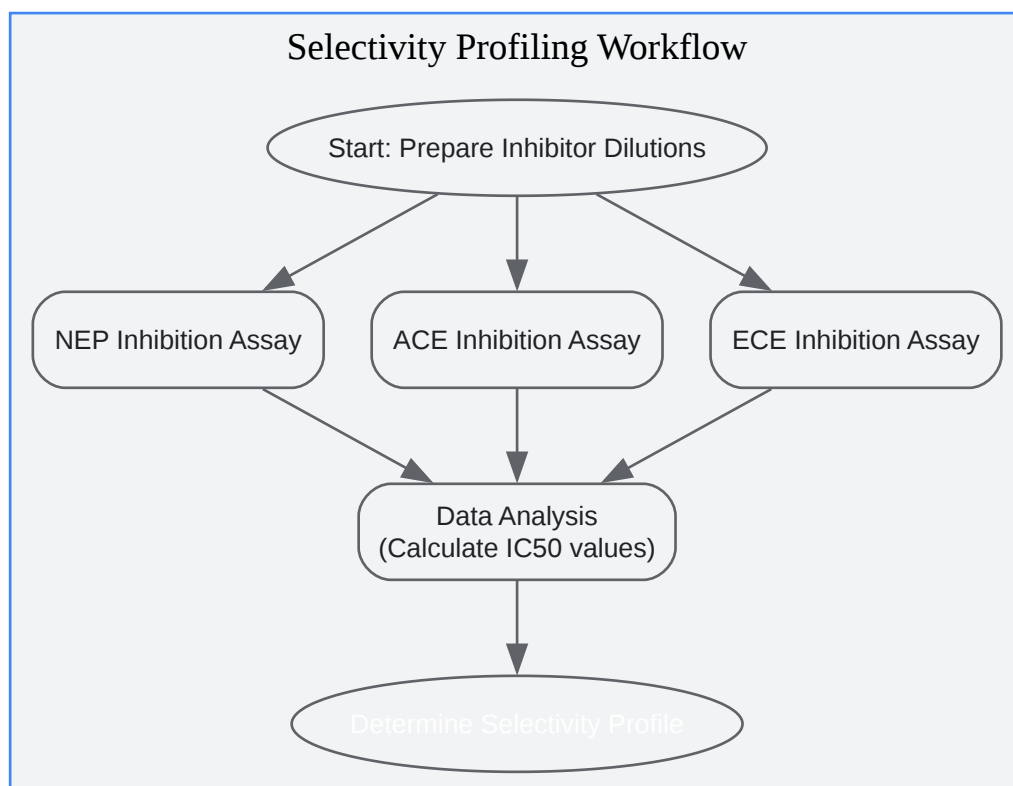 Selectivity Profiling Workflow
Start: Prepare Inhibitor Dilutions
NEP Inhibition Assay
ACE Inhibition Assay
ECE Inhibition Assay
Data Analysis
(Calculate IC50 values)
Determine Selectivity Profile